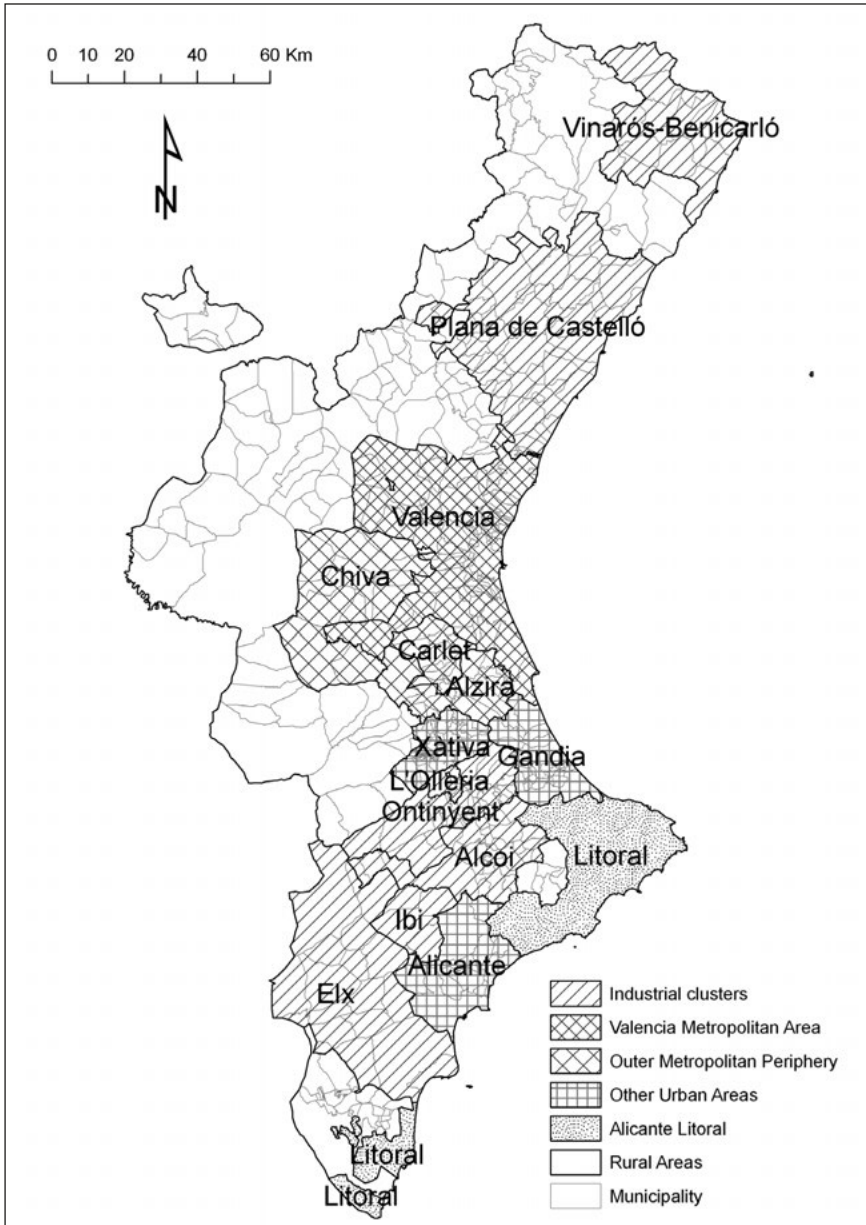 0 10 20 40 60 Km
N
Vinarós-Benicarló
Plana de Castelló
Valencia
Chiva
Carlet
Alzira
Xàtiva
Gandia
L'Olleria
Ontinyent
Alcoi
Litoral
Ibi
Alicante
Elx
Litoral
Litoral
Industrial clusters
Valencia Metropolitan Area
Outer Metropolitan Periphery
Other Urban Areas
Alicante Litoral
Rural Areas
Municipality